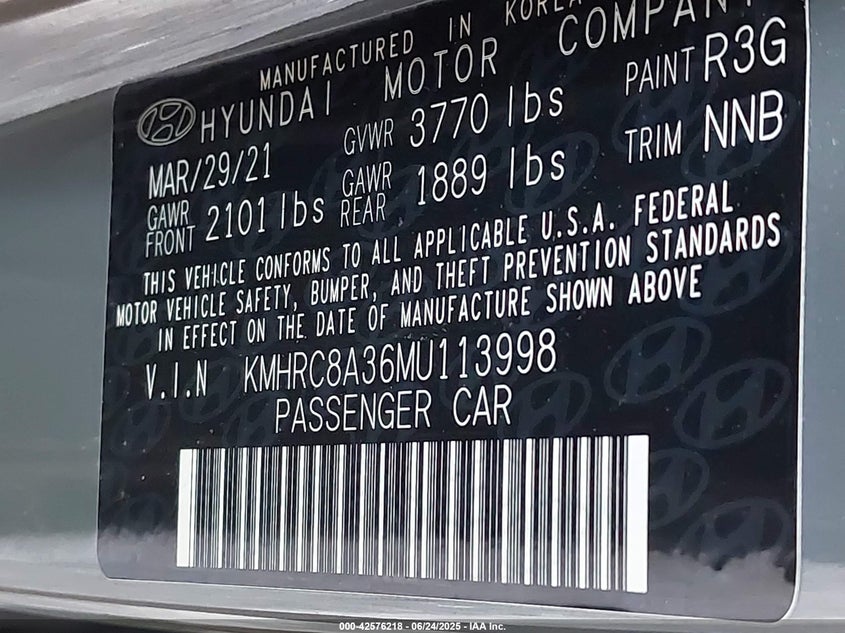 MANUFACTURED IN KOREA
HYUNDAI MOTOR COMPANY
MAR/29/21 GVWR 3770 lbs PAINT R3G
GAWR FRONT 2101 lbs GAWR REAR 1889 lbs TRIM NNB
THIS VEHICLE CONFORMS TO ALL APPLICABLE U.S.A. FEDERAL
MOTOR VEHICLE SAFETY, BUMPER, AND THEFT PREVENTION STANDARDS
IN EFFECT ON THE DATE OF MANUFACTURE SHOWN ABOVE
V.I.N KMHRC8A36MU113998
PASSENGER CAR
000-42576218 - 06/24/2025 - IAA Inc.